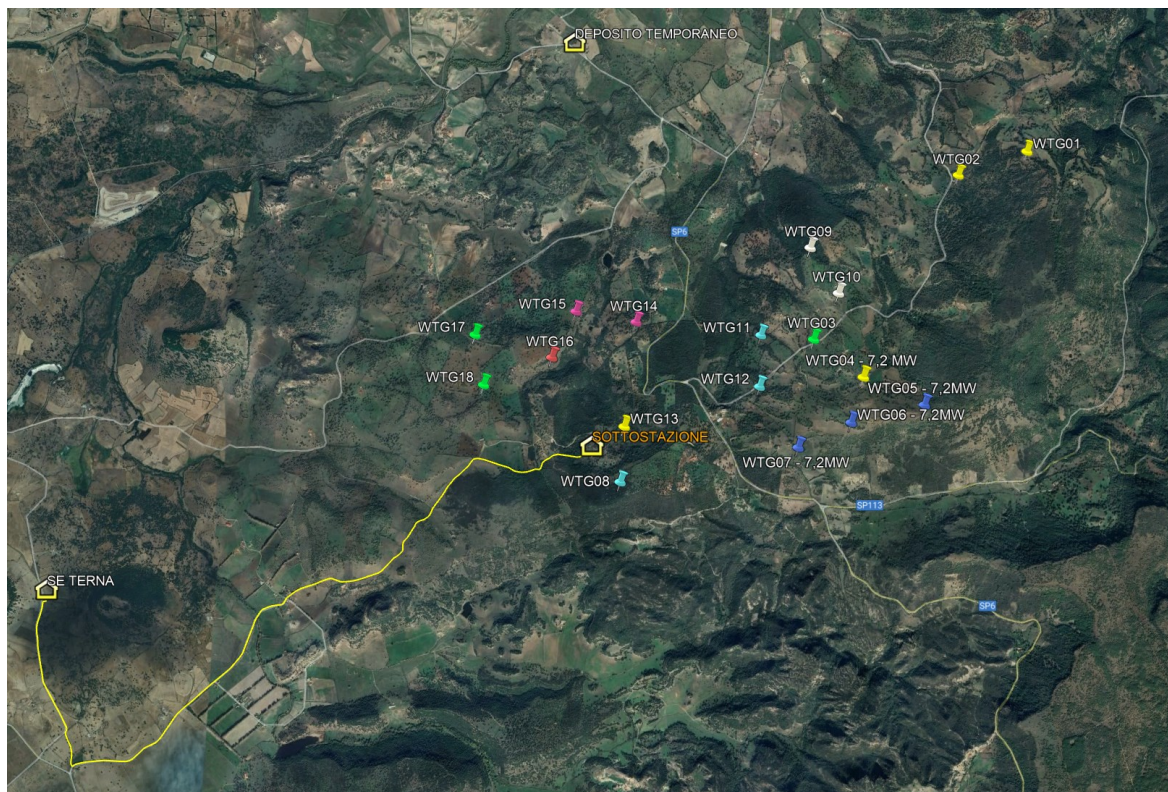 DEPOSITO TEMPORANEO
WTG01
WTG02
SP6
WTG09
WTG10
WTG15
WTG14
WTG17
WTG11
WTG03
WTG16
WTG04 - 7,2 MW
WTG18
WTG12
WTG05 - 7,2MW
WTG13
WTG06 - 7,2MW
SOTTOSTAZIONE
WTG07 - 7,2MW
WTG08
SP113
SE TERNA
SP6